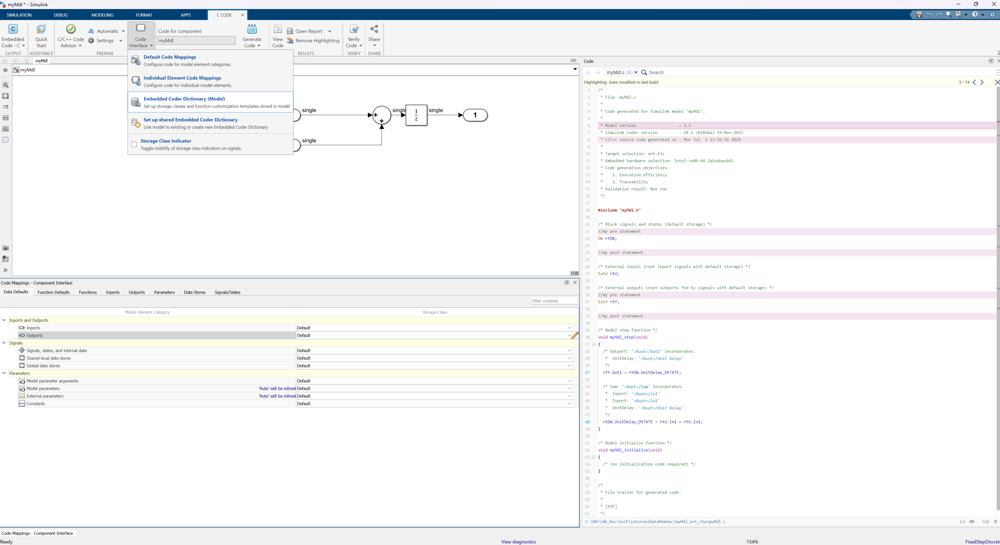 myMdl * - Simulink
SIMULATION DEBUG MODELING FORMAT APPS C CODE
Embedded Code - C
OUTPUT
Quick Start
ASSISTANCE
C/C++ Code Advisor
Automatic
Settings
PREPARE
Code Interface
Code for component
myMdl
Generate Code
View Code
Open Report
Remove Highlighting
RESULTS
Verify Code
VERIFY
Share
SHARE
Default Code Mappings
Configure code for model element categories.
Individual Element Code Mappings
Configure code for individual model elements.
Embedded Coder Dictionary (Model)
Set up storage classes and function customization templates stored in model
Set up shared Embedded Coder Dictionary
Link model to existing or create new Embedded Coder Dictionary
Storage Class Indicator
Toggle visibility of storage class indicators on signals.
myMdl
myMdl
single
single
1
z
single
1
single
Code Mappings - Component Interface
Data Defaults Function Defaults Functions Inports Outports Parameters Data Stores Signals/States
Filter contents
Model Element Category Storage Class ..
Inports and Outports
Inports Default
Outports Default
Signals
Signals, states, and internal data Default
Shared local data stores Default
Global data stores Default
Parameters
Model parameter arguments Default
Model parameters 'Auto' will be inlined Default
External parameters 'Auto' will be inlined Default
Constants Default
Code
myMdl.c (6) Search
Highlighting: lines modified in last build 3 / 14
1 /*
2 * File: myMdl.c
3 *
4 * Code generated for Simulink model 'myMdl'.
5 *
6 * Model version : 1.3
7 * Simulink Coder version : 24.1 (R2024a) 19-Nov-2023
8 * C/C++ source code generated on : Mon Jul 1 13:56:16 2024
9 *
10 * Target selection: ert.tlc
11 * Embedded hardware selection: Intel->x86-64 (Windows64)
12 * Code generation objectives:
13 * 1. Execution efficiency
14 * 2. Traceability
15 * Validation result: Not run
16 */
17
18 #include "myMdl.h"
19
20 /* Block signals and states (default storage) */
21 //my pre statement
22 DW rtDW;
23
24 //my post statement
25
26 /* External inputs (root inport signals with default storage) */
27 ExtU rtU;
28
29 /* External outputs (root outports fed by signals with default storage) */
30 //my pre statement
31 ExtY rtY;
32
33 //my post statement
34
35 /* Model step function */
36 void myMdl_step(void)
37 {
38 /* Outport: '<Root>/Out1' incorporates:
39 * UnitDelay: '<Root>/Unit Delay'
40 */
41 rtY.Out1 = rtDW.UnitDelay_DSTATE;
42
43 /* Sum: '<Root>/Sum' incorporates:
44 * Inport: '<Root>/In1'
45 * Inport: '<Root>/In2'
46 * UnitDelay: '<Root>/Unit Delay'
47 */
48 rtDW.UnitDelay_DSTATE = rtU.In1 + rtU.In2;
49 }
50
51 /* Model initialize function */
52 void myMdl_initialize(void)
53 {
54 /* (no initialization code required) */
55 }
56
57 /*
58 * File trailer for generated code.
59 *
60 * [EOF]
61 */
C:\MATLAB_Doc\test\internalDataMemSec\myMdl_ert_rtw\myMdl.c Ln 48 Col 6
Code Mappings - Component Interface
Ready View diagnostics 154% FixedStepDiscret